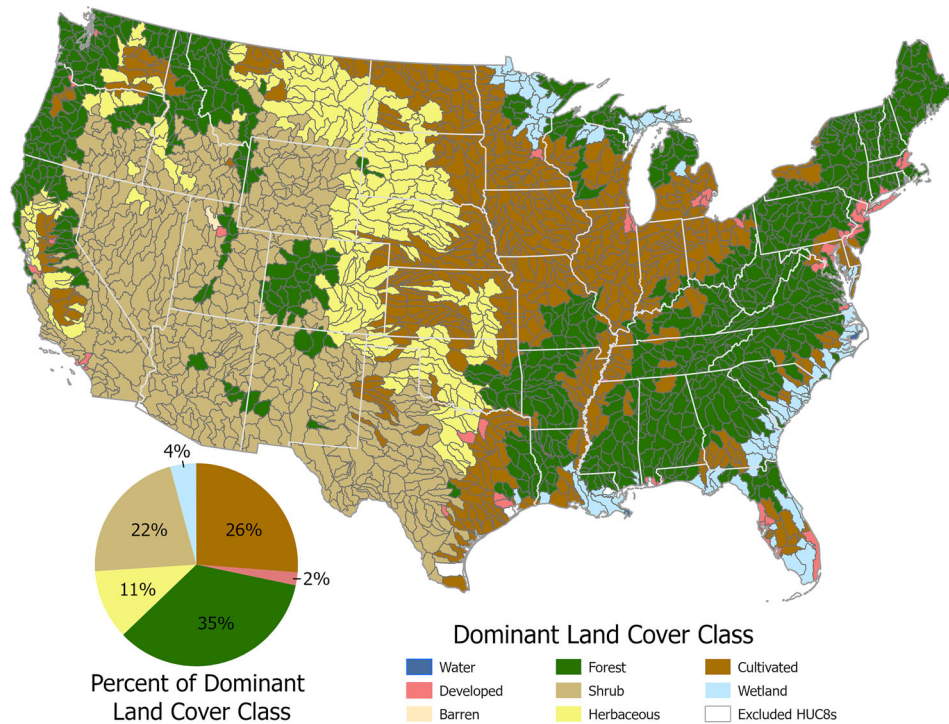 4%
22%
26%
2%
11%
35%
Percent of Dominant
Land Cover Class
Dominant Land Cover Class
Water
Forest
Cultivated
Developed
Shrub
Wetland
Barren
Herbaceous
Excluded HUC8s